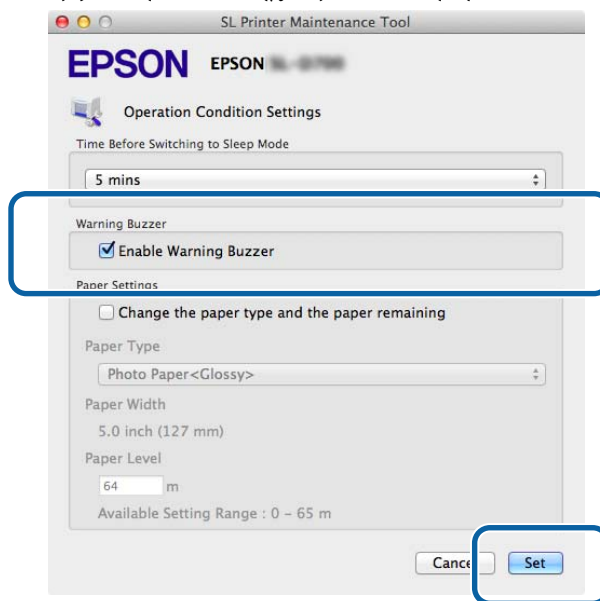 SL Printer Maintenance Tool
EPSON EPSON
Operation Condition Settings
Time Before Switching to Sleep Mode
5 mins
Warning Buzzer
Enable Warning Buzzer
Paper Settings
Change the paper type and the paper remaining
Paper Type
Photo Paper<Glossy>
Paper Width
5.0 inch (127 mm)
Paper Level
64 m
Available Setting Range : 0 – 65 m
Cancel Set